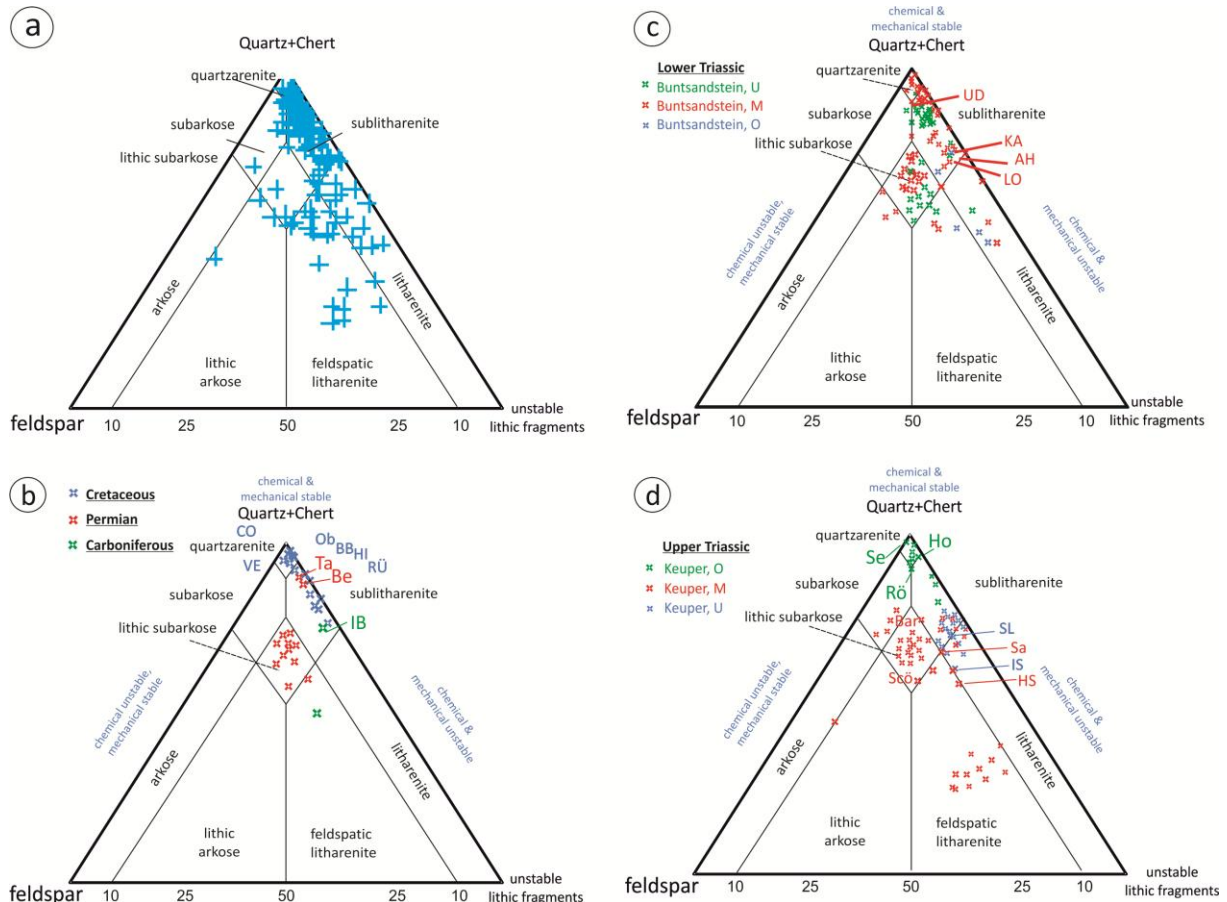 a
Quartz+Chert
quartzarenite
subarkose
sublitharenite
lithic subarkose
arkose
litharenite
lithic
arkose
feldspatic
litharenite
feldspar
10
25
50
25
10
unstable
lithic fragments
c
chemical &
mechanical stable
Quartz+Chert
Lower Triassic
Buntsandstein, U
Buntsandstein, M
Buntsandstein, O
quartzarenite
UD
subarkose
sublitharenite
lithic subarkose
KA
AH
LO
chemical unstable,
mechanical stable
chemical &
mechanical unstable
arkose
litharenite
lithic
arkose
feldspatic
litharenite
feldspar
10
25
50
25
10
unstable
lithic fragments
b
Cretaceous
Permian
Carboniferous
chemical &
mechanical stable
Quartz+Chert
CO
quartzarenite
VE
Ob
BB
HI
RÜ
Ta
Be
subarkose
sublitharenite
lithic subarkose
IB
chemical unstable,
mechanical stable
chemical &
mechanical unstable
arkose
litharenite
lithic
arkose
feldspatic
litharenite
feldspar
10
25
50
25
10
unstable
lithic fragments
d
chemical &
mechanical stable
Quartz+Chert
Upper Triassic
Keuper, O
Keuper, M
Keuper, U
quartzarenite
Se
Ho
Rö
subarkose
sublitharenite
lithic subarkose
Bar
SL
Sa
IS
HS
Scö
chemical unstable,
mechanical stable
chemical &
mechanical unstable
arkose
litharenite
lithic
arkose
feldspatic
litharenite
feldspar
10
25
50
25
10
unstable
lithic fragments